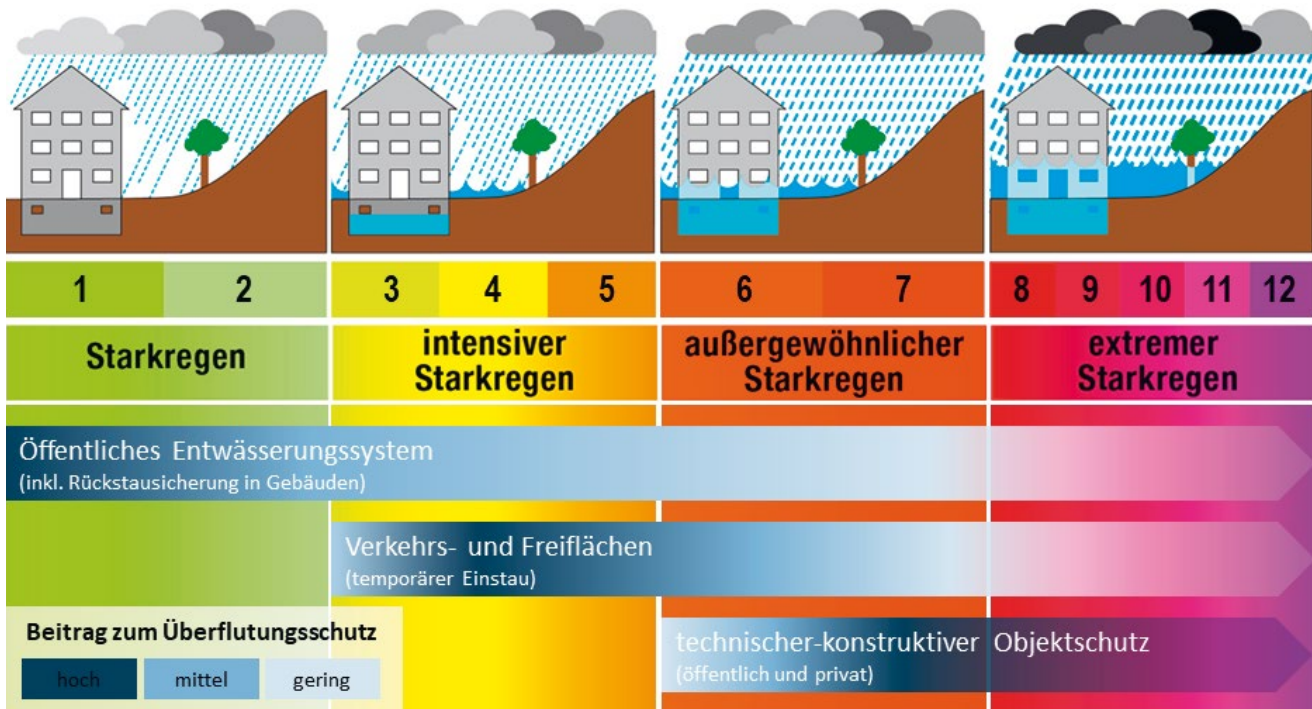 1 2 3 4 5 6 7 8 9 10 11 12
Starkregen
intensiver
Starkregen
außergewöhnlicher
Starkregen
extremer
Starkregen
Öffentliches Entwässerungssystem
(inkl. Rückstausicherung in Gebäuden)
Verkehrs- und Freiflächen
(temporärer Einstau)
technischer-konstruktiver Objektschutz
(öffentlich und privat)
Beitrag zum Überflutungsschutz
hoch mittel gering